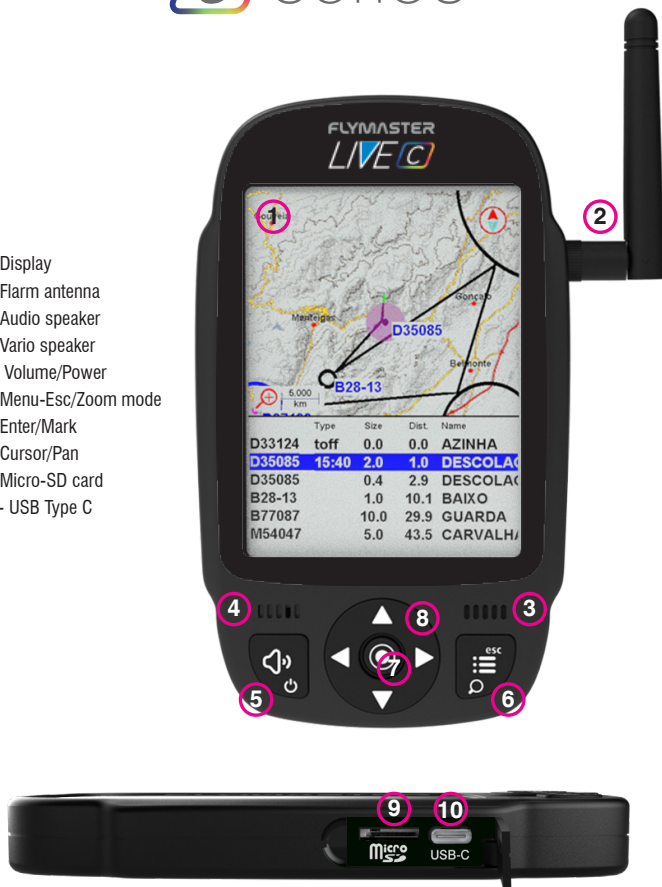 Display
Flarm antenna
Audio speaker
Vario speaker
Volume/Power
Menu-Esc/Zoom mode
Enter/Mark
Cursor/Pan
Micro-SD card
- USB Type C
FLYMASTER
LIVE C
1
2
Manteigas
Gonçalo
D35085
Belmonte
B28-13
5.000
km
Type Size Dist. Name
D33124 toff 0.0 0.0 AZINHA
D35085 15:40 2.0 1.0 DESCOLAÇ
D35085 0.4 2.9 DESCOLAÇ
B28-13 1.0 10.1 BAIXO
B77087 10.0 29.9 GUARDA
M54047 5.0 43.5 CARVALHA
4
3
8
7
esc
5
6
9
10
Micro
SD
USB-C